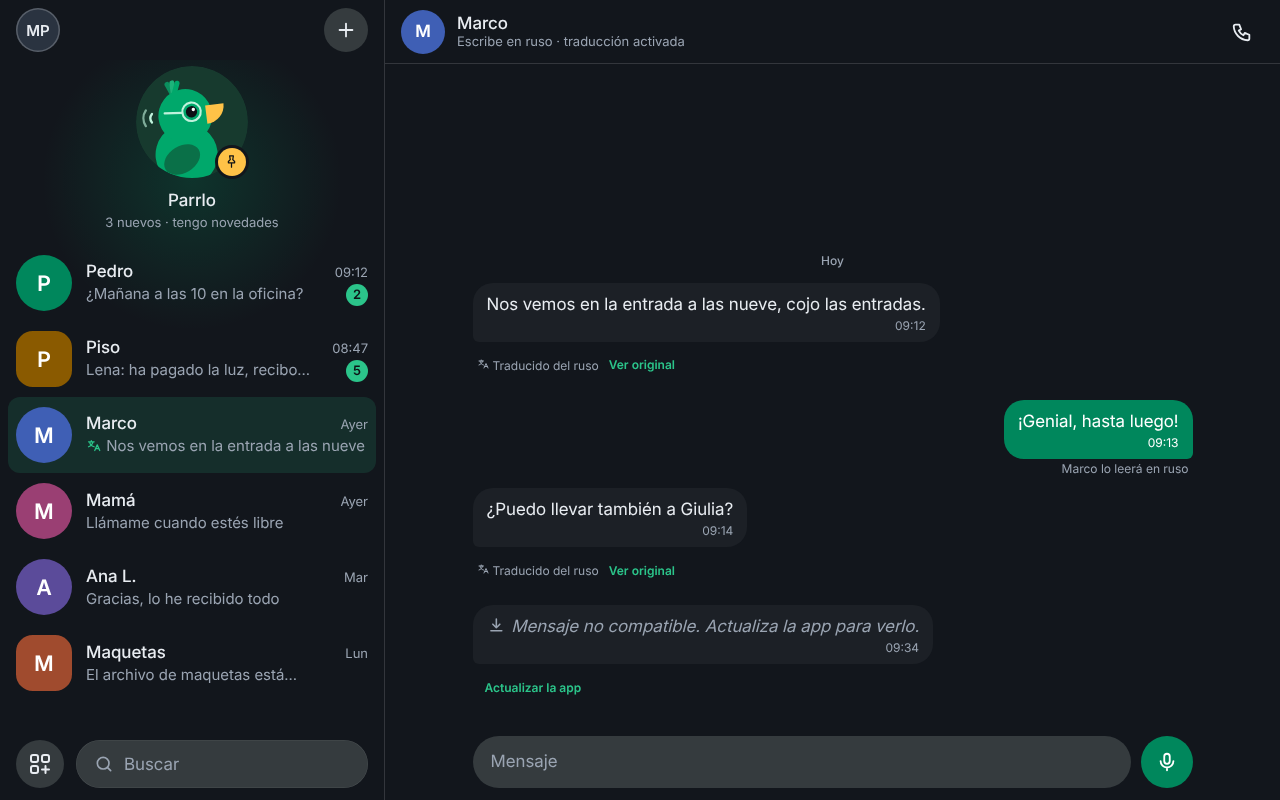 MP
Parrlo
3 nuevos · tengo novedades
P
Pedro
09:12
¿Mañana a las 10 en la oficina?
2
P
Piso
08:47
Lena: ha pagado la luz, recibo...
5
M
Marco
Ayer
Nos vemos en la entrada a las nueve
M
Mamá
Ayer
Llámame cuando estés libre
A
Ana L.
Mar
Gracias, lo he recibido todo
M
Maquetas
Lun
El archivo de maquetas está...
Buscar
M
Marco
Escribe en ruso · traducción activada
Hoy
Nos vemos en la entrada a las nueve, cojo las entradas.
09:12
Traducido del ruso Ver original
¡Genial, hasta luego!
09:13
Marco lo leerá en ruso
¿Puedo llevar también a Giulia?
09:14
Traducido del ruso Ver original
Mensaje no compatible. Actualiza la app para verlo.
09:34
Actualizar la app
Mensaje